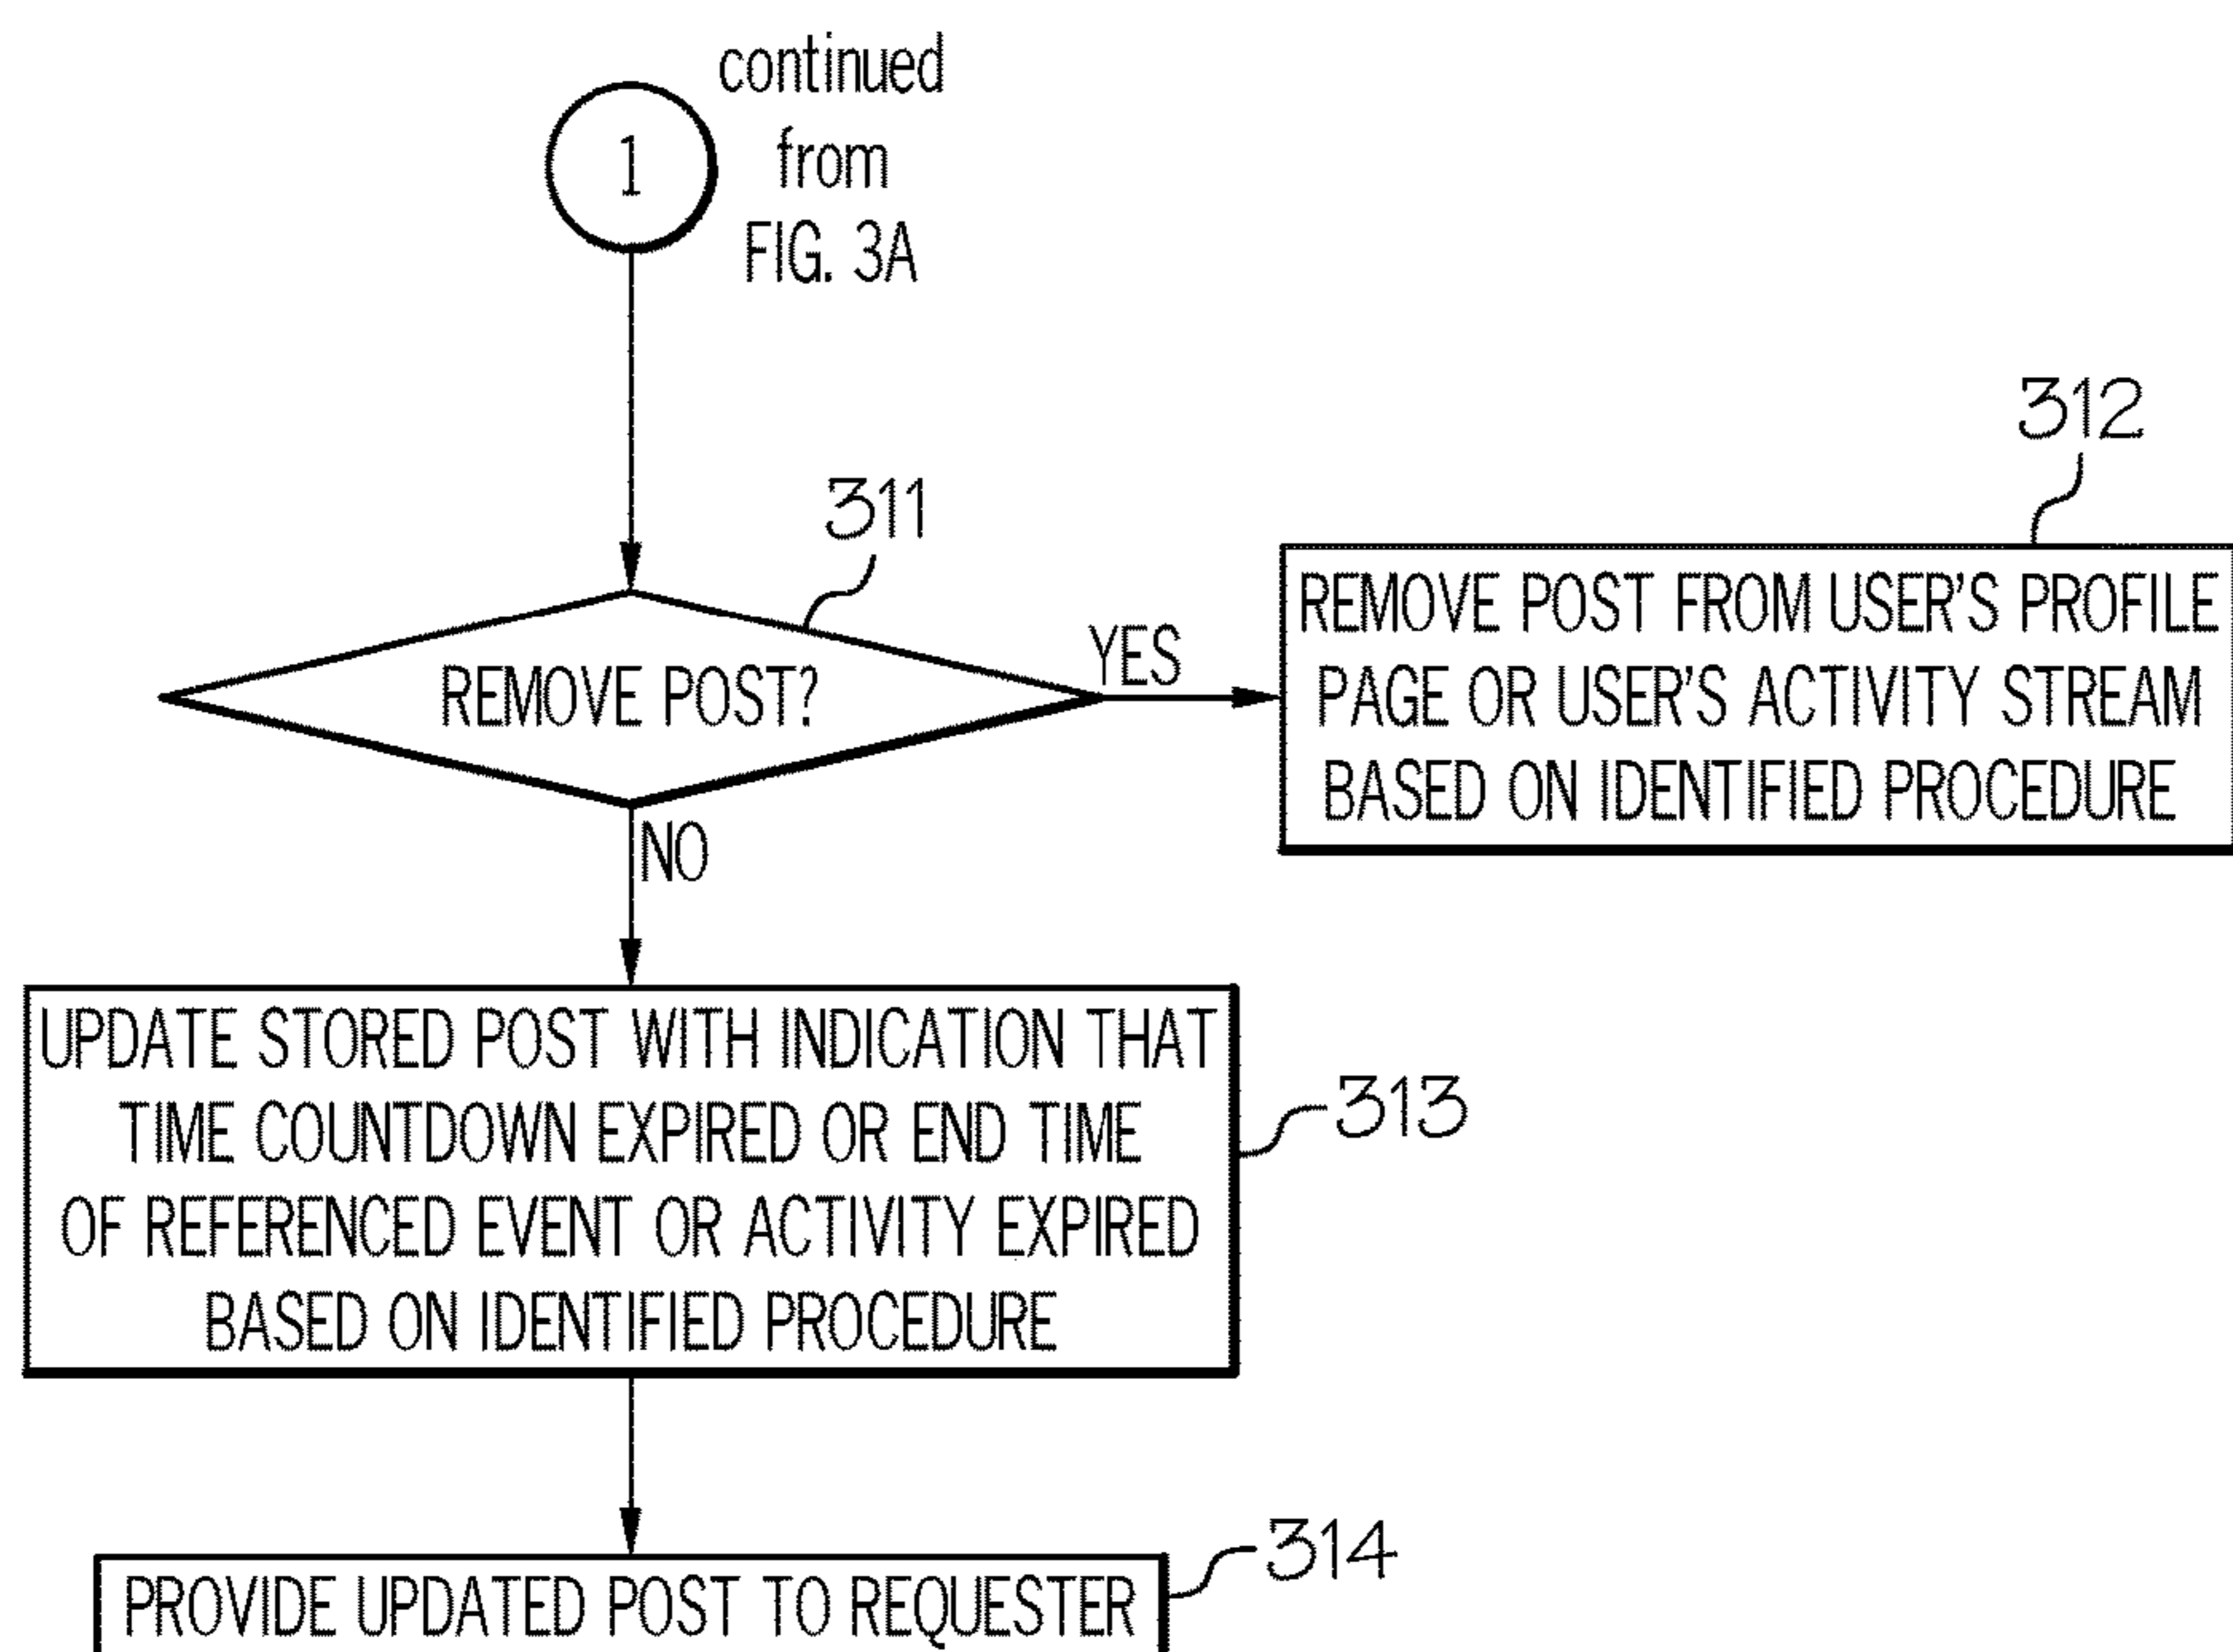 continued
from
FIG. 3A
1
311
REMOVE POST?
YES
NO
312
REMOVE POST FROM USER'S PROFILE
PAGE OR USER'S ACTIVITY STREAM
BASED ON IDENTIFIED PROCEDURE
UPDATE STORED POST WITH INDICATION THAT
TIME COUNTDOWN EXPIRED OR END TIME
OF REFERENCED EVENT OR ACTIVITY EXPIRED
BASED ON IDENTIFIED PROCEDURE
313
314
PROVIDE UPDATED POST TO REQUESTER